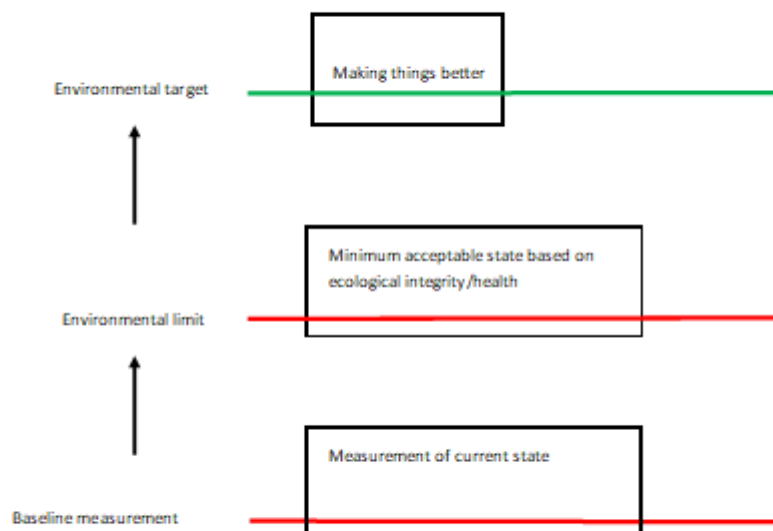 Making things better
Environmental target
Minimum acceptable state based on
ecological integrity/health
Environmental limit
Measurement of current state
Baseline measurement